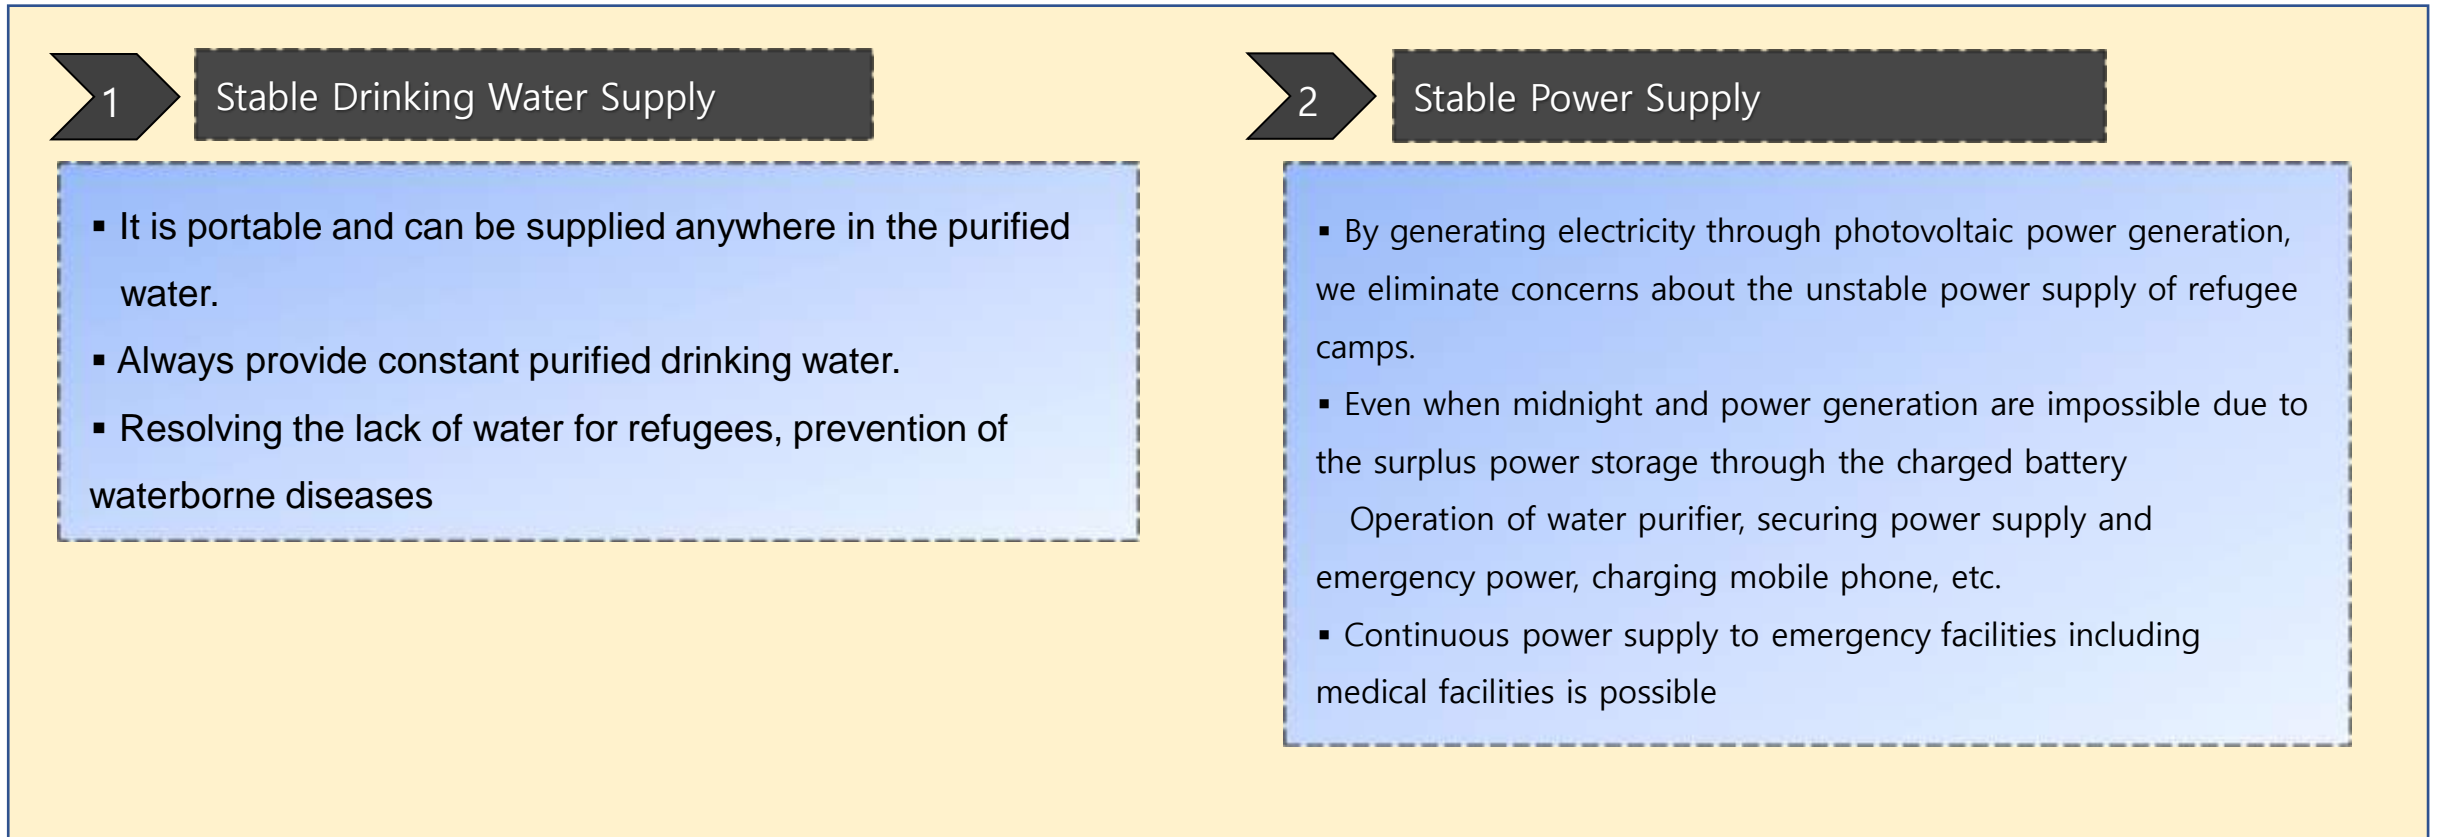 1
Stable Drinking Water Supply
▪ It is portable and can be supplied anywhere in the purified
water.
▪ Always provide constant purified drinking water.
▪ Resolving the lack of water for refugees, prevention of
waterborne diseases
2
Stable Power Supply
▪ By generating electricity through photovoltaic power generation,
we eliminate concerns about the unstable power supply of refugee
camps.
▪ Even when midnight and power generation are impossible due to
the surplus power storage through the charged battery
Operation of water purifier, securing power supply and
emergency power, charging mobile phone, etc.
▪ Continuous power supply to emergency facilities including
medical facilities is possible